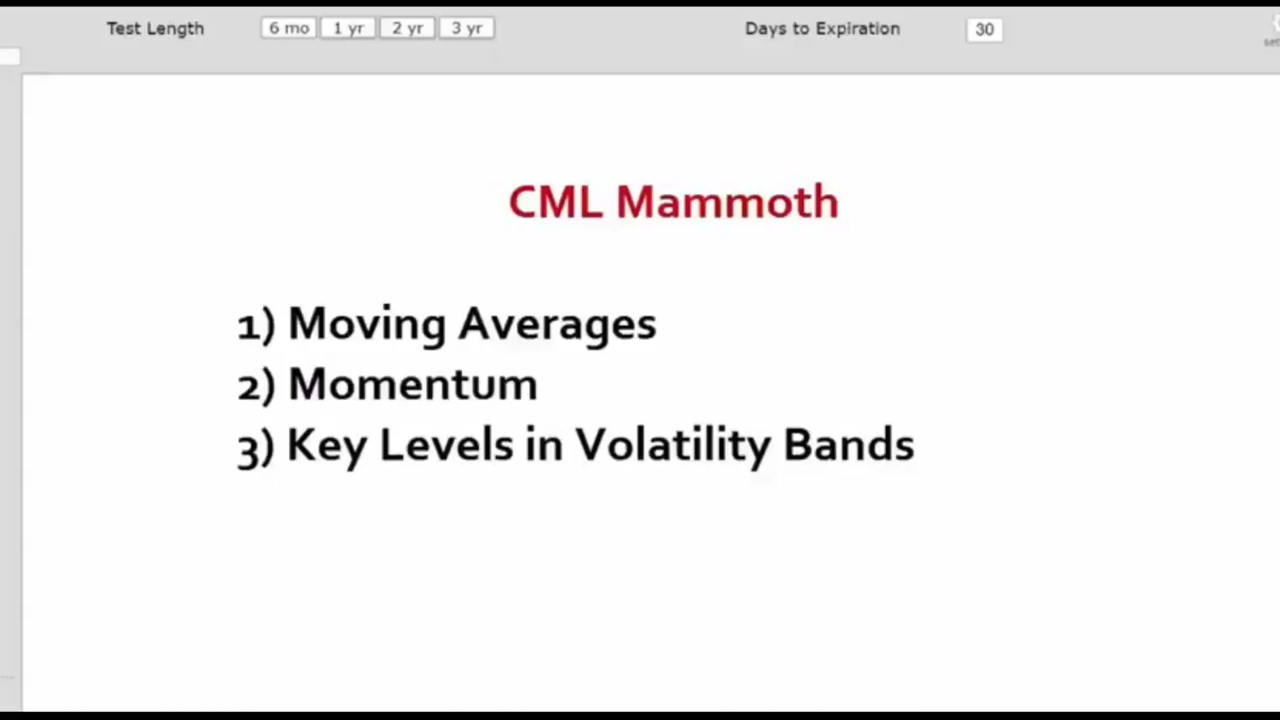 Test Length 6 mo 1 yr 2 yr 3 yr Days to Expiration 30
CML Mammoth
1) Moving Averages
2) Momentum
3) Key Levels in Volatility Bands